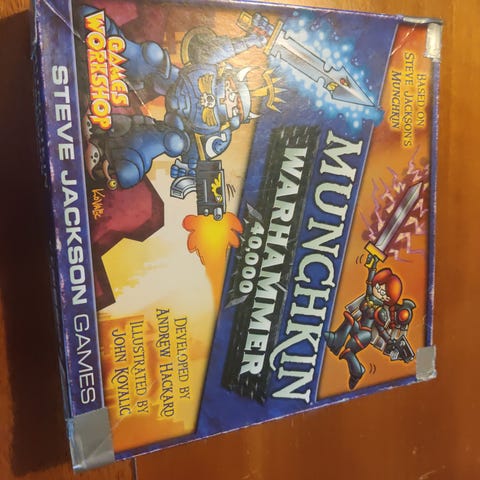 BASED ON
STEVE JACKSON'S
MUNCHKIN
MUNCHKIN
WARHAMMER
40,000
GAMES
WORKSHOP
KOVALIC
DEVELOPED BY
ANDREW HACKARD
ILLUSTRATED BY
JOHN KOVALIC
STEVE JACKSON GAMES